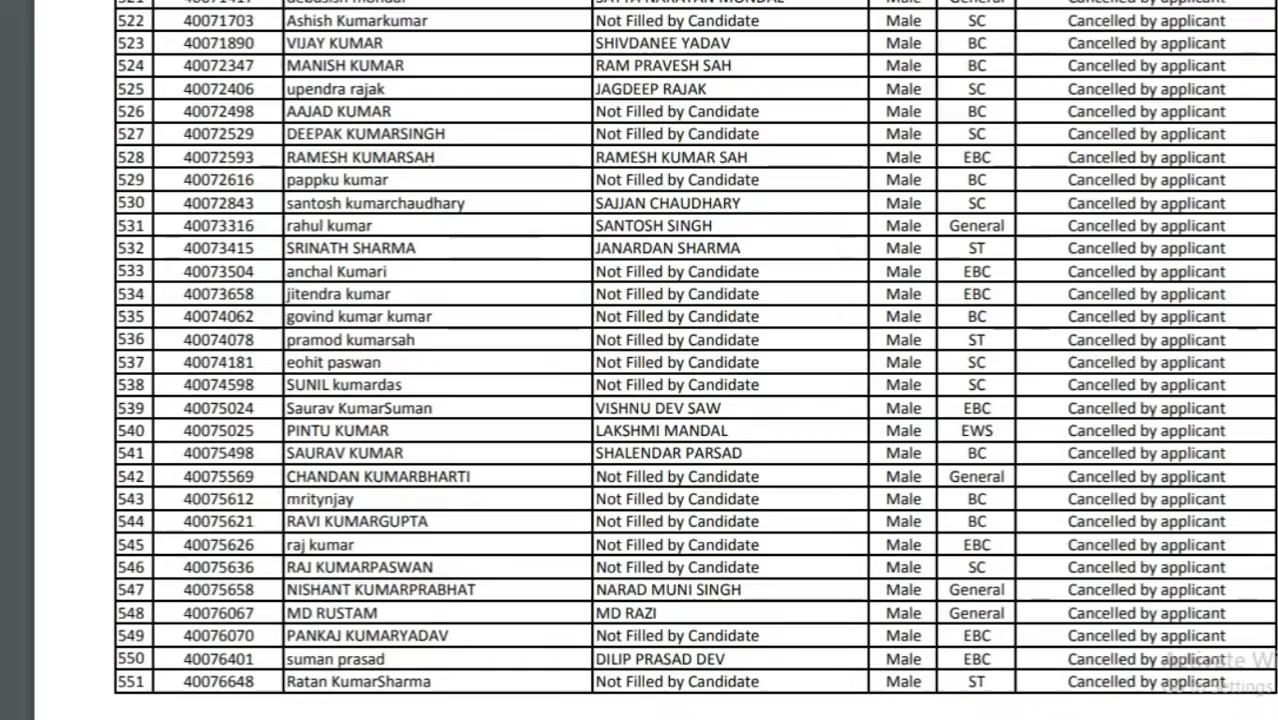 522 40071703 Ashish Kumarkumar Not Filled by Candidate Male SC Cancelled by applicant
523 40071890 VIJAY KUMAR SHIVDANEE YADAV Male BC Cancelled by applicant
524 40072347 MANISH KUMAR RAM PRAVESH SAH Male BC Cancelled by applicant
525 40072406 upendra rajak JAGDEEP RAJAK Male SC Cancelled by applicant
526 40072498 AAJAD KUMAR Not Filled by Candidate Male BC Cancelled by applicant
527 40072529 DEEPAK KUMARSINGH Not Filled by Candidate Male SC Cancelled by applicant
528 40072593 RAMESH KUMARSAH RAMESH KUMAR SAH Male EBC Cancelled by applicant
529 40072616 pappku kumar Not Filled by Candidate Male BC Cancelled by applicant
530 40072843 santosh kumarchaudhary SAJJAN CHAUDHARY Male SC Cancelled by applicant
531 40073316 rahul kumar SANTOSH SINGH Male General Cancelled by applicant
532 40073415 SRINATH SHARMA JANARDAN SHARMA Male ST Cancelled by applicant
533 40073504 anchal Kumari Not Filled by Candidate Male EBC Cancelled by applicant
534 40073658 jitendra kumar Not Filled by Candidate Male EBC Cancelled by applicant
535 40074062 govind kumar kumar Not Filled by Candidate Male BC Cancelled by applicant
536 40074078 pramod kumarsah Not Filled by Candidate Male ST Cancelled by applicant
537 40074181 eohit paswan Not Filled by Candidate Male SC Cancelled by applicant
538 40074598 SUNIL kumardas Not Filled by Candidate Male SC Cancelled by applicant
539 40075024 Saurav KumarSuman VISHNU DEV SAW Male EBC Cancelled by applicant
540 40075025 PINTU KUMAR LAKSHMI MANDAL Male EWS Cancelled by applicant
541 40075498 SAURAV KUMAR SHALENDAR PARSAD Male BC Cancelled by applicant
542 40075569 CHANDAN KUMARBHARTI Not Filled by Candidate Male General Cancelled by applicant
543 40075612 mritynjay Not Filled by Candidate Male BC Cancelled by applicant
544 40075621 RAVI KUMARGUPTA Not Filled by Candidate Male BC Cancelled by applicant
545 40075626 raj kumar Not Filled by Candidate Male EBC Cancelled by applicant
546 40075636 RAJ KUMARPASWAN Not Filled by Candidate Male SC Cancelled by applicant
547 40075658 NISHANT KUMARPRABHAT NARAD MUNI SINGH Male General Cancelled by applicant
548 40076067 MD RUSTAM MD RAZI Male General Cancelled by applicant
549 40076070 PANKAJ KUMARYADAV Not Filled by Candidate Male EBC Cancelled by applicant
550 40076401 suman prasad DILIP PRASAD DEV Male EBC Cancelled by applicant
551 40076648 Ratan KumarSharma Not Filled by Candidate Male ST Cancelled by applicant